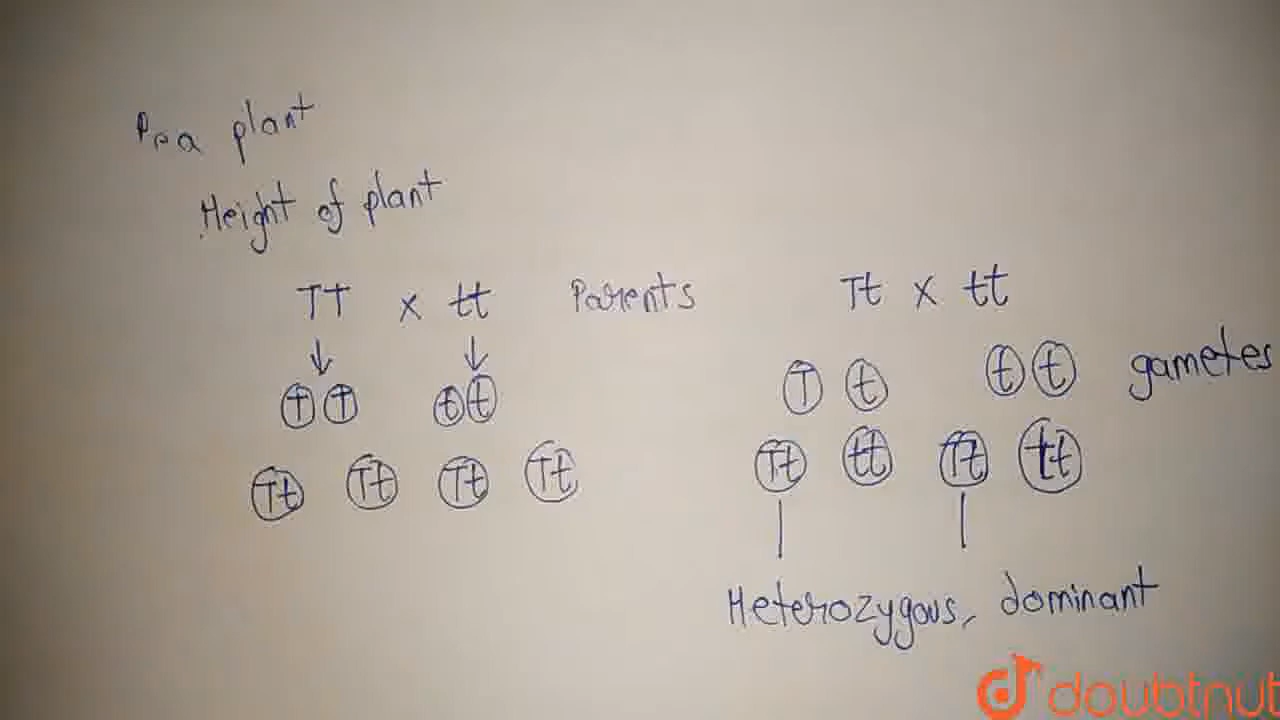 Pea plant
Height of plant
TT x tt Parents
T T t t
Tt Tt Tt Tt
Tt x tt
T t t t gametes
Tt tt Tt tt
Heterozygous, dominant
doubtnut